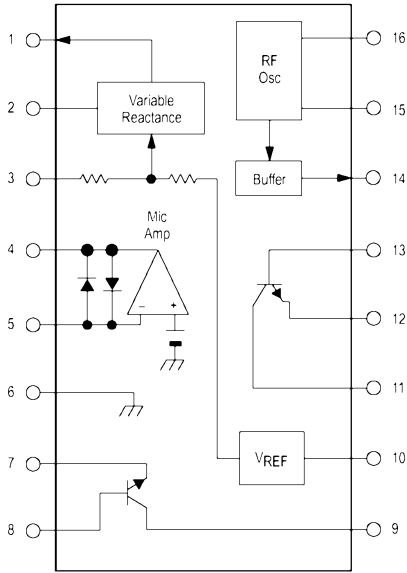 1
16
RF
Osc
2
Variable
Reactance
15
3
Buffer
14
Mic
Amp
4
13
5
−
+
12
6
11
7
VREF
10
8
9